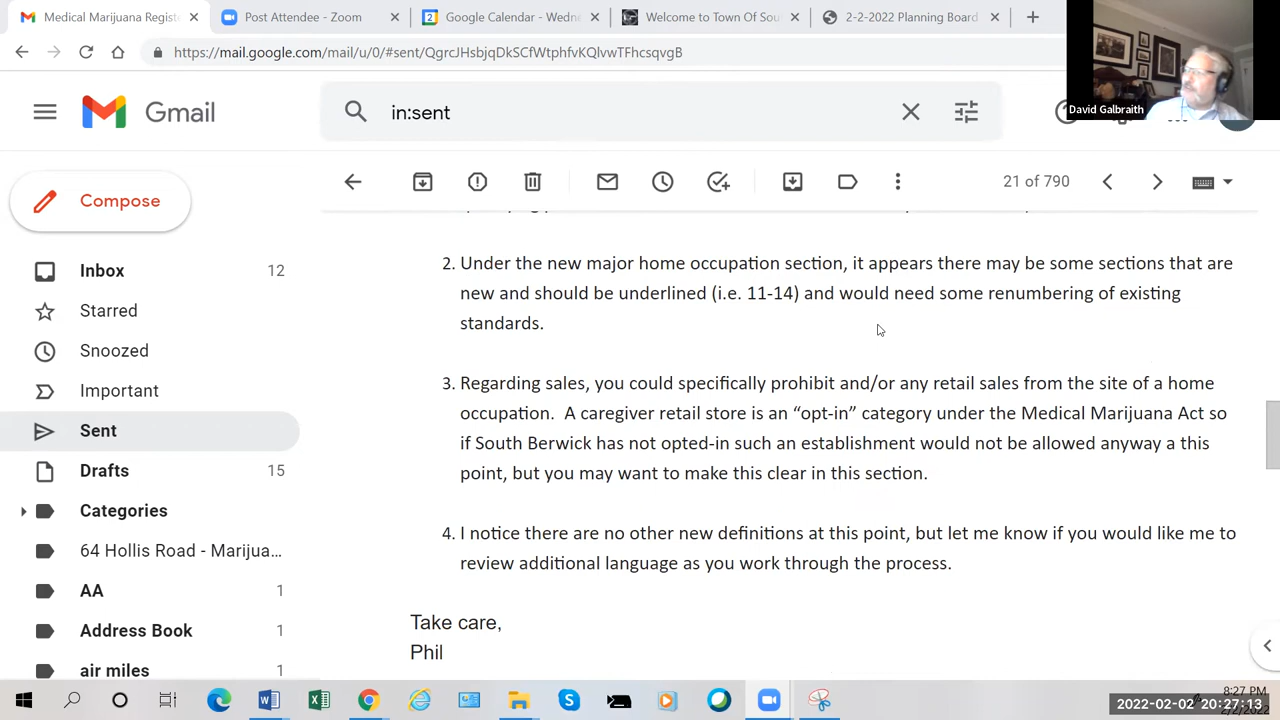 Medical Marijuana Regist
Post Attendee - Zoom
Google Calendar - Wedne
Welcome to Town Of Sou
2-2-2022 Planning Board
https://mail.google.com/mail/u/0/#sent/QgrcJHsbjqDkSCfWtphfvKQlvwTFhcsqvgB
David Galbraith
Gmail
in:sent
Compose
21 of 790
Inbox 12
Starred
Snoozed
Important
Sent
Drafts 15
Categories
64 Hollis Road - Marijua...
AA 1
Address Book 1
air miles 1
2. Under the new major home occupation section, it appears there may be some sections that are
new and should be underlined (i.e. 11-14) and would need some renumbering of existing
standards.
3. Regarding sales, you could specifically prohibit and/or any retail sales from the site of a home
occupation. A caregiver retail store is an “opt-in” category under the Medical Marijuana Act so
if South Berwick has not opted-in such an establishment would not be allowed anyway a this
point, but you may want to make this clear in this section.
4. I notice there are no other new definitions at this point, but let me know if you would like me to
review additional language as you work through the process.
Take care,
Phil
8:27 PM
2022-02-02 20:27:13